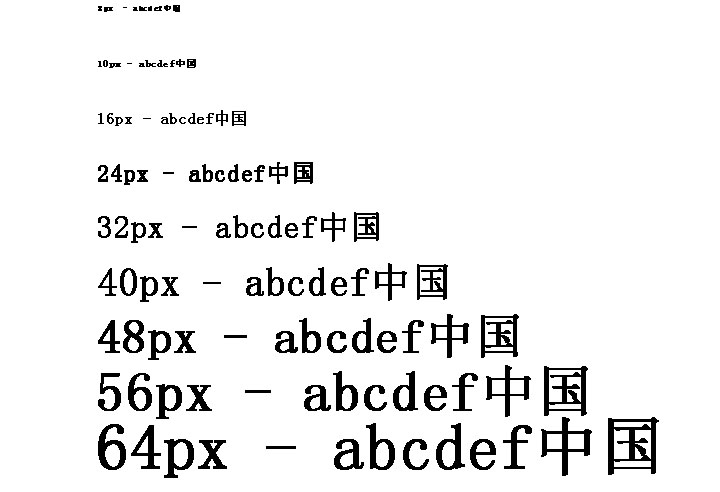 8px - abcdef中国
10px - abcdef中国
16px - abcdef中国
24px - abcdef中国
32px - abcdef中国
40px - abcdef中国
48px - abcdef中国
56px - abcdef中国
64px - abcdef中国